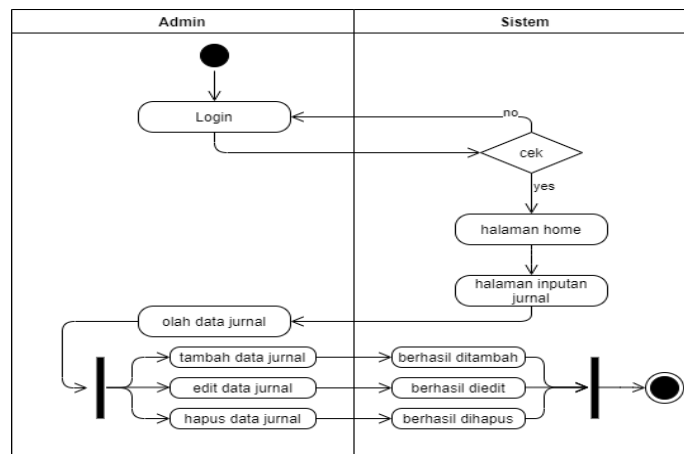 Admin
Sistem
Login
no
cek
yes
halaman home
halaman inputan
jurnal
olah data jurnal
tambah data jurnal
berhasil ditambah
edit data jurnal
berhasil diedit
hapus data jurnal
berhasil dihapus